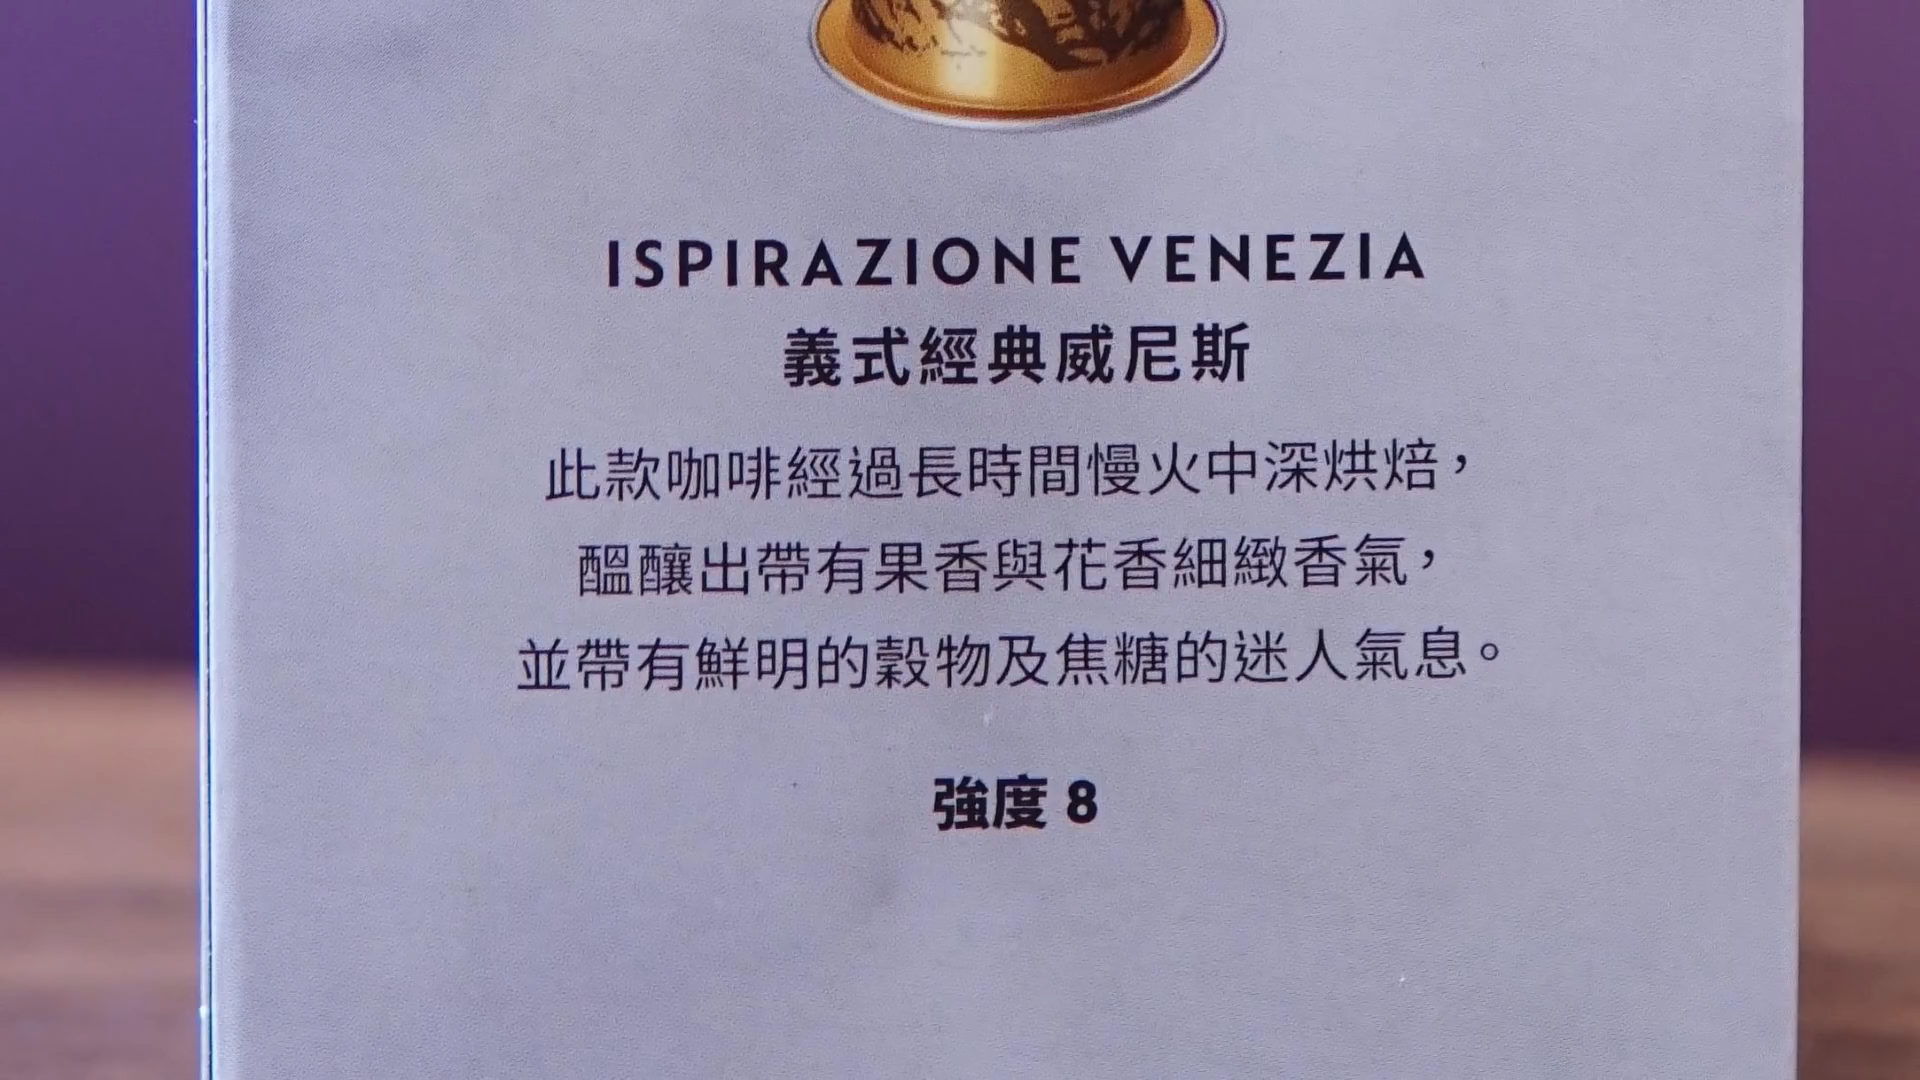 ISPIRAZIONE VENEZIA
義式經典威尼斯
此款咖啡經過長時間慢火中深烘焙，
醞釀出帶有果香與花香細緻香氣，
並帶有鮮明的穀物及焦糖的迷人氣息。
強度 8